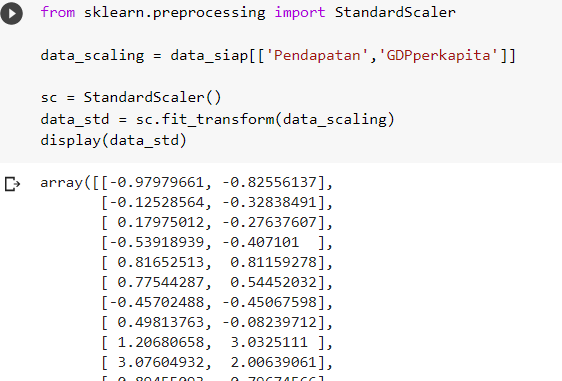 from sklearn.preprocessing import StandardScaler
data_scaling = data_siap[['Pendapatan','GDPperkapita']]
sc = StandardScaler()
data_std = sc.fit_transform(data_scaling)
display(data_std)
array([[-0.97979661, -0.82556137],
[-0.12528564, -0.32838491],
[ 0.17975012, -0.27637607],
[-0.53918939, -0.407101  ],
[ 0.81652513,  0.81159278],
[ 0.77544287,  0.54452032],
[-0.45702488, -0.45067598],
[ 0.49813763, -0.08239712],
[ 1.20680658,  3.0325111 ],
[ 3.07604932,  2.00639061],